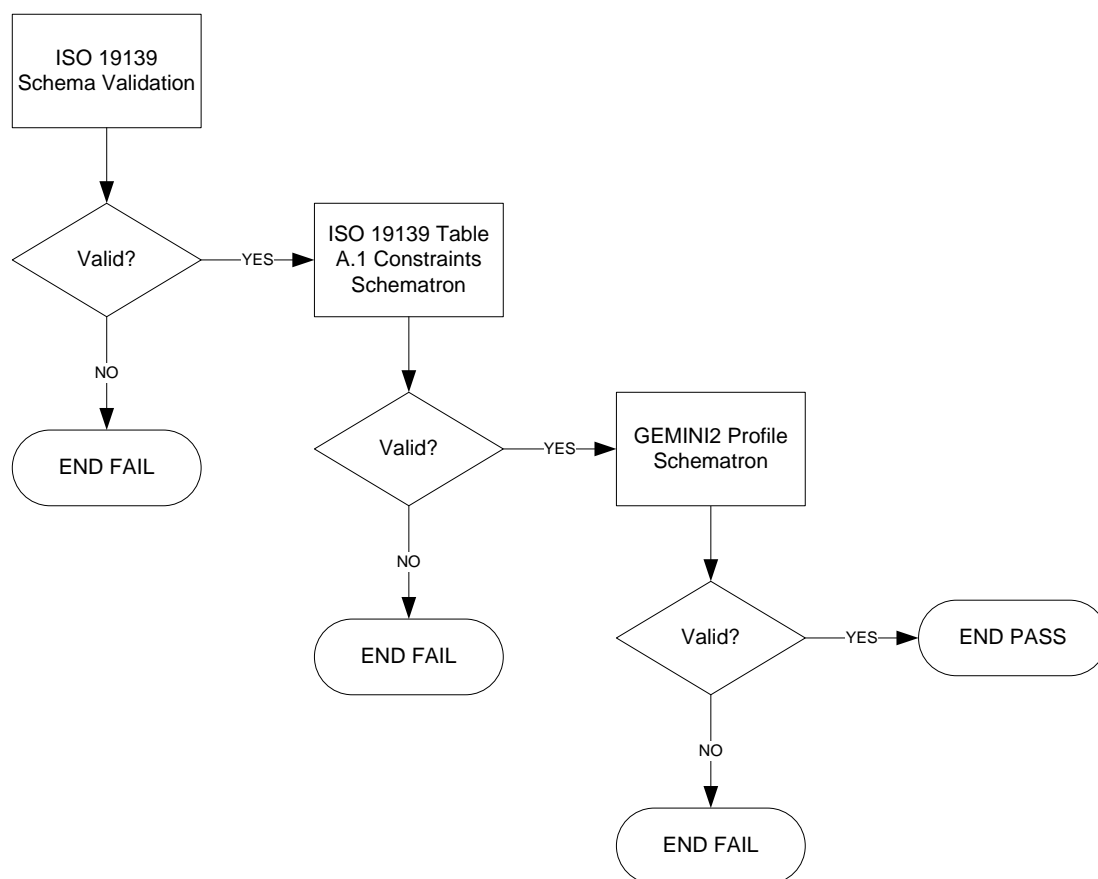 ISO 19139
Schema Validation
Valid?
YES
ISO 19139 Table
A.1 Constraints
Schematron
NO
END FAIL
Valid?
YES
GEMINI2 Profile
Schematron
NO
END FAIL
Valid?
YES
END PASS
NO
END FAIL